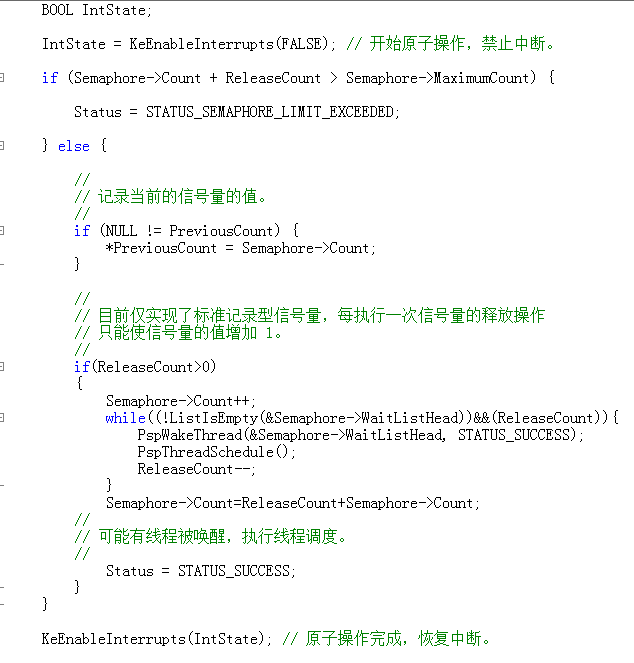 BOOL IntState;
IntState = KeEnableInterrupts(FALSE); // 开始原子操作，禁止中断。
if (Semaphore->Count + ReleaseCount > Semaphore->MaximumCount) {
Status = STATUS_SEMAPHORE_LIMIT_EXCEEDED;
} else {
//
// 记录当前的信号量的值。
//
if (NULL != PreviousCount) {
*PreviousCount = Semaphore->Count;
}
//
// 目前仅实现了标准记录型信号量，每执行一次信号量的释放操作
// 只能使信号量的值增加 1。
//
if(ReleaseCount>0)
{
Semaphore->Count++;
while((!ListIsEmpty(&Semaphore->WaitListHead))&&(ReleaseCount)){
PspWakeThread(&Semaphore->WaitListHead, STATUS_SUCCESS);
PspThreadSchedule();
ReleaseCount--;
}
Semaphore->Count=ReleaseCount+Semaphore->Count;
//
// 可能有线程被唤醒，执行线程调度。
//
Status = STATUS_SUCCESS;
}
}
KeEnableInterrupts(IntState); // 原子操作完成，恢复中断。